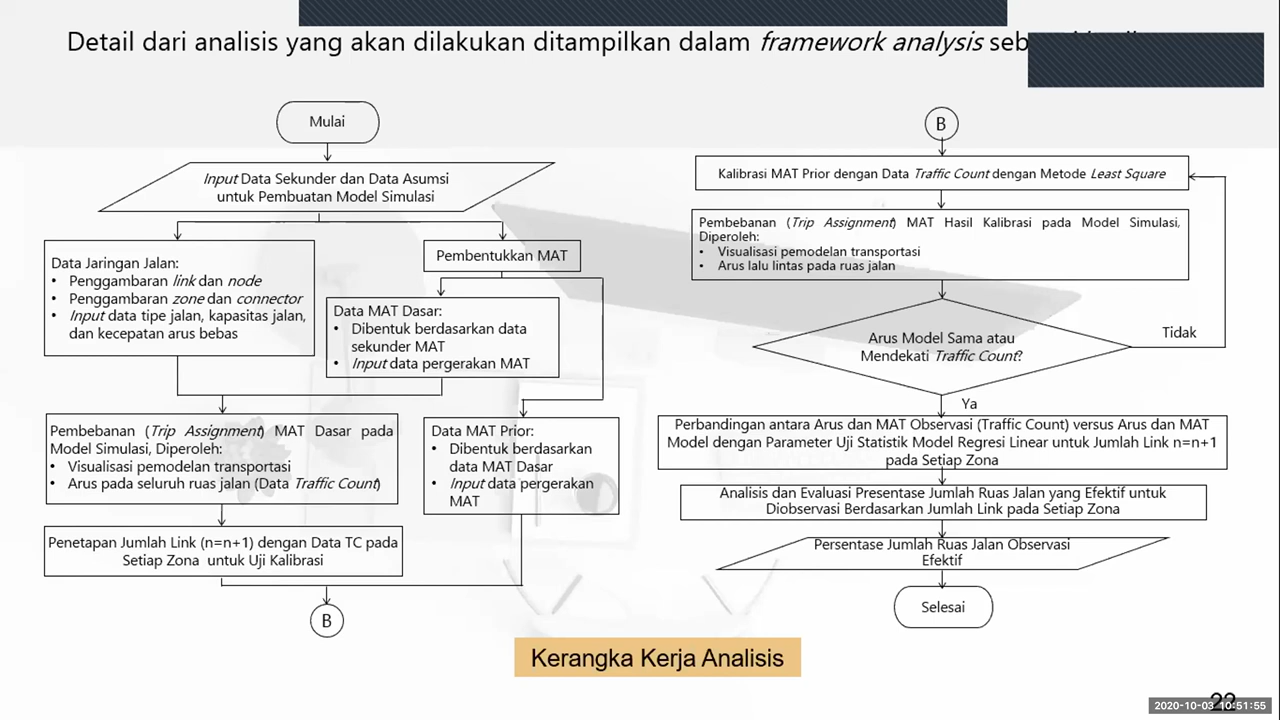 Detail dari analisis yang akan dilakukan ditampilkan dalam framework analysis
Mulai
Input Data Sekunder dan Data Asumsi
untuk Pembuatan Model Simulasi
Data Jaringan Jalan:
• Penggambaran link dan node
• Penggambaran zone dan connector
• Input data tipe jalan, kapasitas jalan,
dan kecepatan arus bebas
Pembentukkan MAT
Data MAT Dasar:
• Dibentuk berdasarkan data
sekunder MAT
• Input data pergerakan MAT
Pembebanan (Trip Assignment) MAT Dasar pada
Model Simulasi, Diperoleh:
• Visualisasi pemodelan transportasi
• Arus pada seluruh ruas jalan (Data Traffic Count)
Data MAT Prior:
• Dibentuk berdasarkan
data MAT Dasar
• Input data pergerakan
MAT
Penetapan Jumlah Link (n=n+1) dengan Data TC pada
Setiap Zona untuk Uji Kalibrasi
B
B
Kalibrasi MAT Prior dengan Data Traffic Count dengan Metode Least Square
Pembebanan (Trip Assignment) MAT Hasil Kalibrasi pada Model Simulasi,
Diperoleh:
• Visualisasi pemodelan transportasi
• Arus lalu lintas pada ruas jalan
Arus Model Sama atau
Mendekati Traffic Count?
Tidak
Ya
Perbandingan antara Arus dan MAT Observasi (Traffic Count) versus Arus dan MAT
Model dengan Parameter Uji Statistik Model Regresi Linear untuk Jumlah Link n=n+1
pada Setiap Zona
Analisis dan Evaluasi Presentase Jumlah Ruas Jalan yang Efektif untuk
Diobservasi Berdasarkan Jumlah Link pada Setiap Zona
Persentase Jumlah Ruas Jalan Observasi
Efektif
Selesai
Kerangka Kerja Analisis
22
2020-10-03 10:51:55